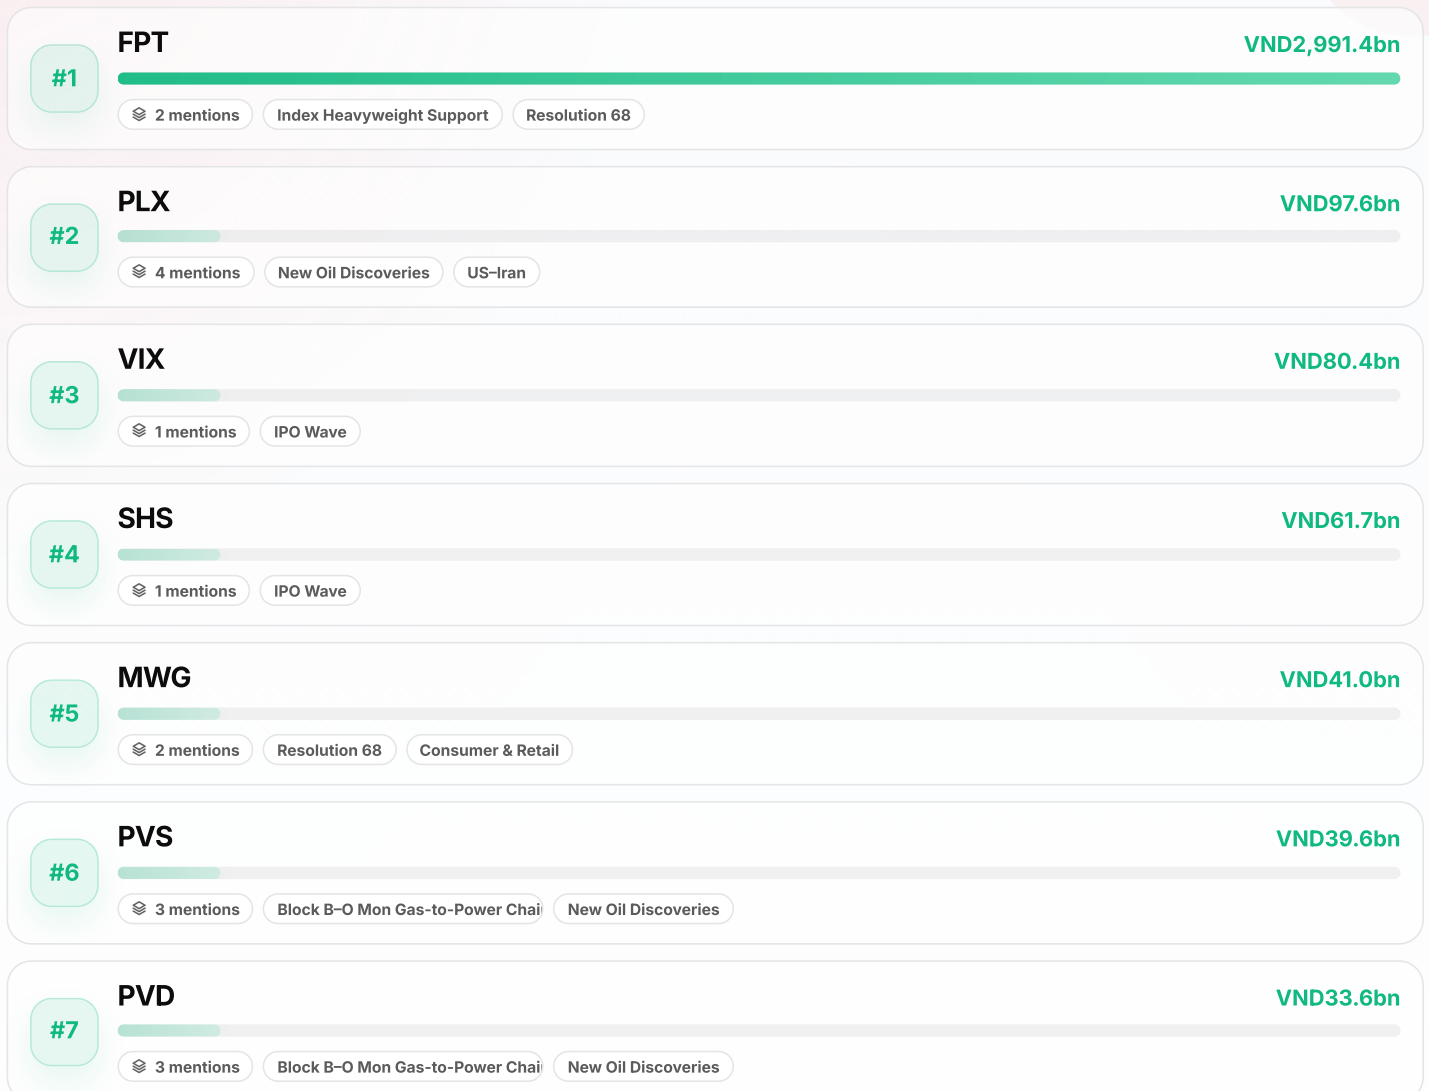 FPT
VND2,991.4bn
#1
2 mentions
Index Heavyweight Support
Resolution 68
PLX
VND97.6bn
#2
4 mentions
New Oil Discoveries
US–Iran
VIX
VND80.4bn
#3
1 mentions
IPO Wave
SHS
VND61.7bn
#4
1 mentions
IPO Wave
MWG
VND41.0bn
#5
2 mentions
Resolution 68
Consumer & Retail
PVS
VND39.6bn
#6
3 mentions
Block B–O Mon Gas-to-Power Chai
New Oil Discoveries
PVD
VND33.6bn
#7
3 mentions
Block B–O Mon Gas-to-Power Chai
New Oil Discoveries